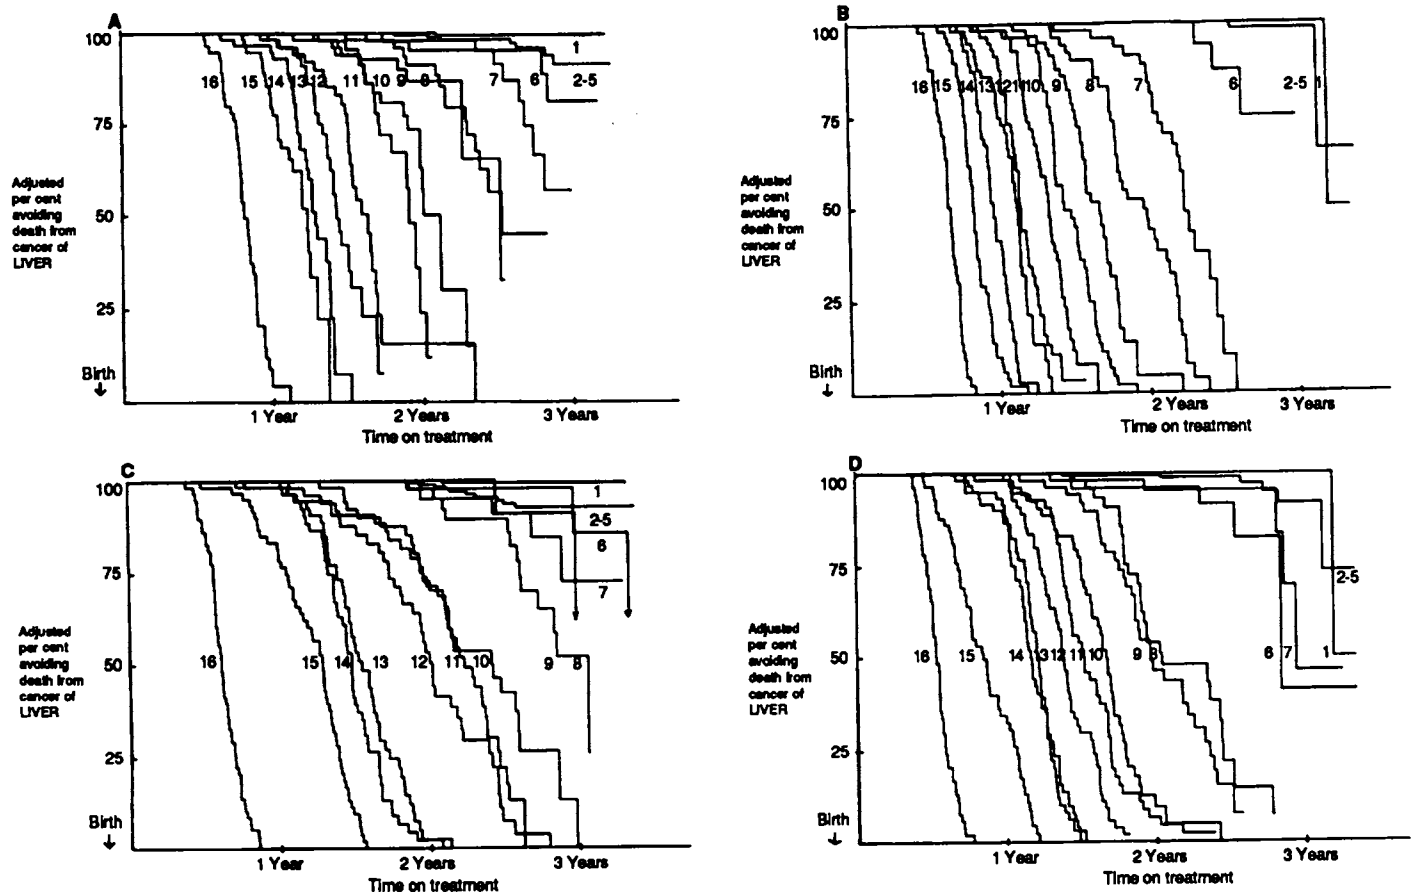 A
100
16 15 14 13 12 11 10 9 8 7 6 2-5
1
75
Adjusted
per cent
avoiding
death from
cancer of
LIVER
50
25
Birth
↓
1 Year 2 Years 3 Years
Time on treatment
B
100
16 15 14 13 12 11 10 9 8 7 6 2-5 1
75
Adjusted
per cent
avoiding
death from
cancer of
LIVER
50
25
Birth
↓
1 Year 2 Years 3 Years
Time on treatment
C
100
1
2-5
6
7
75
Adjusted
per cent
avoiding
death from
cancer of
LIVER
50
16 15 14 13 12 11 10 9 8
25
Birth
↓
1 Year 2 Years 3 Years
Time on treatment
D
100
75
2-5
Adjusted
per cent
avoiding
death from
cancer of
LIVER
50
16 15 14 13 12 11 10 9 8 6 7 1
25
Birth
↓
1 Year 2 Years 3 Years
Time on treatment